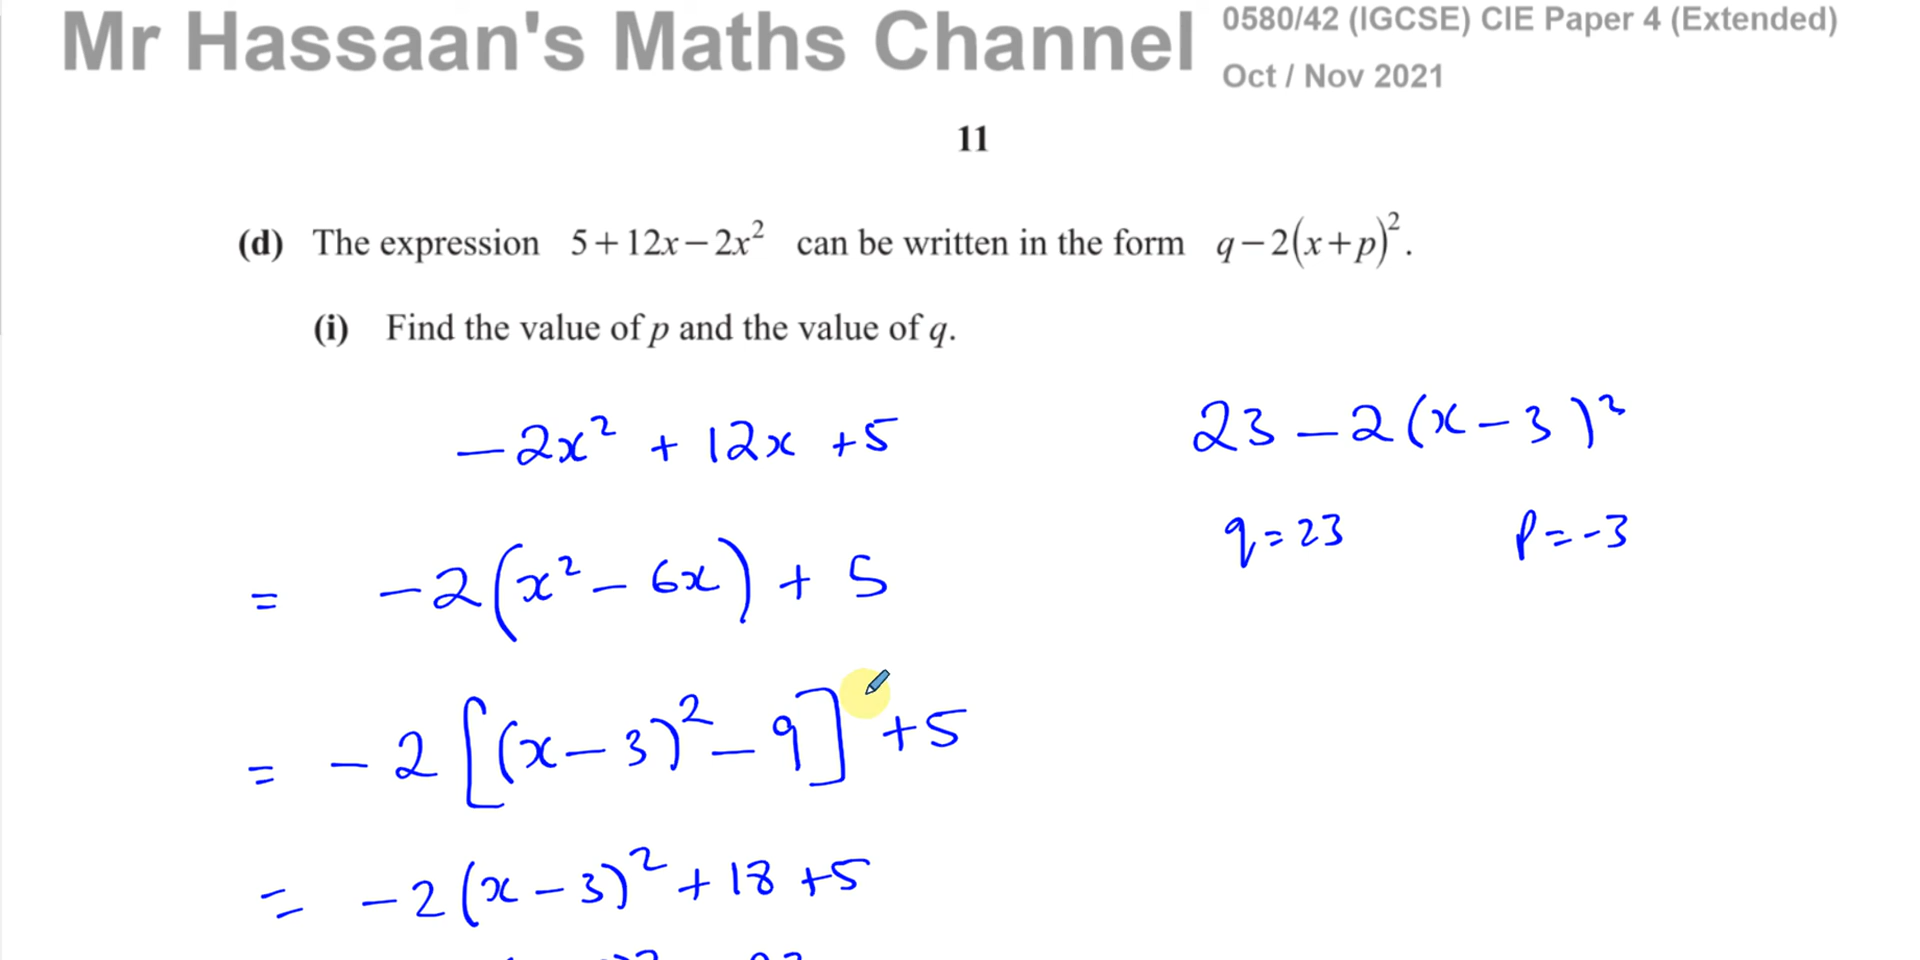 Mr Hassaan's Maths Channel
0580/42 (IGCSE) CIE Paper 4 (Extended)
Oct / Nov 2021
11
(d) The expression 5+12x−2x² can be written in the form q−2(x+p)².
(i) Find the value of p and the value of q.
−2x² + 12x +5
= −2(x² − 6x) + 5
= −2[(x−3)² − 9] +5
= −2(x−3)² + 18 +5
23 − 2(x−3)²
q=23 p=−3